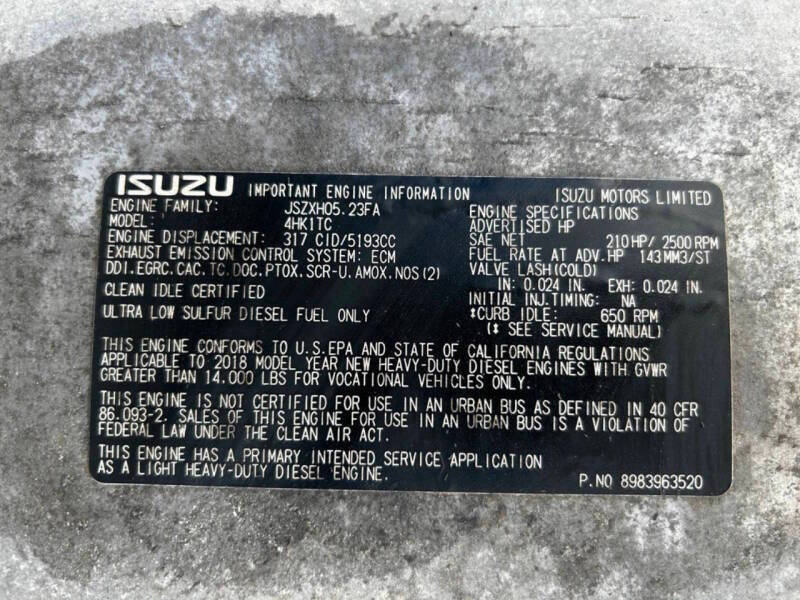 ISUZU IMPORTANT ENGINE INFORMATION ISUZU MOTORS LIMITED
ENGINE FAMILY: JSZXH05.23FA
MODEL: 4HK1TC
ENGINE DISPLACEMENT: 317 CID/5193CC
EXHAUST EMISSION CONTROL SYSTEM: ECM
DDI.EGRC.CAC.TC.DOC.PTOX.SCR-U.AMOX.NOS(2)
CLEAN IDLE CERTIFIED
ULTRA LOW SULFUR DIESEL FUEL ONLY
ENGINE SPECIFICATIONS
ADVERTISED HP
SAE NET 210HP/2500RPM
FUEL RATE AT ADV.HP 143MM3/ST
VALVE LASH(COLD)
IN: 0.024 IN. EXH: 0.024 IN.
INITIAL INJ.TIMING: NA
*CURB IDLE: 650 RPM
(* SEE SERVICE MANUAL)
THIS ENGINE CONFORMS TO U.S.EPA AND STATE OF CALIFORNIA REGULATIONS
APPLICABLE TO 2018 MODEL YEAR NEW HEAVY-DUTY DIESEL ENGINES WITH GVWR
GREATER THAN 14.000 LBS FOR VOCATIONAL VEHICLES ONLY.
THIS ENGINE IS NOT CERTIFIED FOR USE IN AN URBAN BUS AS DEFINED IN 40 CFR
86.093-2. SALES OF THIS ENGINE FOR USE IN AN URBAN BUS IS A VIOLATION OF
FEDERAL LAW UNDER THE CLEAN AIR ACT.
THIS ENGINE HAS A PRIMARY INTENDED SERVICE APPLICATION
AS A LIGHT HEAVY-DUTY DIESEL ENGINE.
P.NO 8983963520